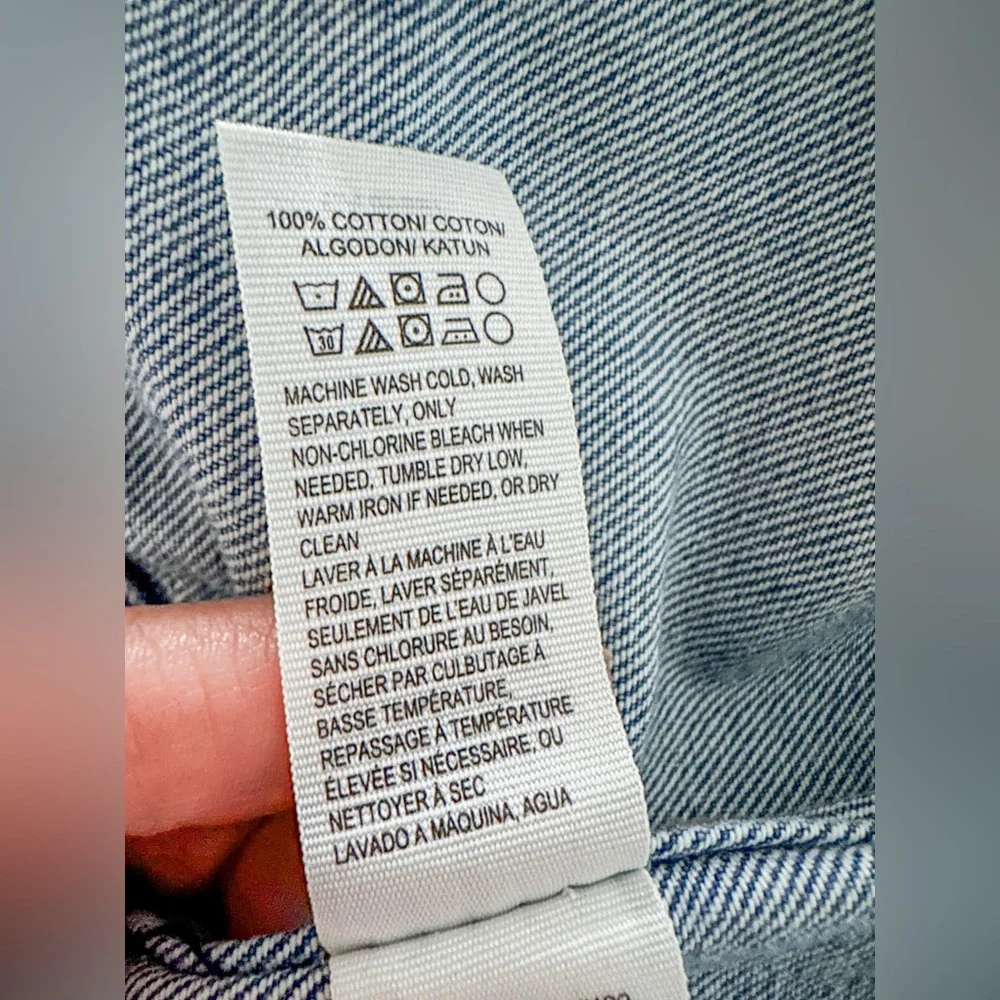 100% COTTON/ COTON/
ALGODON/ KATUN
30
MACHINE WASH COLD, WASH
SEPARATELY, ONLY
NON-CHLORINE BLEACH WHEN
NEEDED, TUMBLE DRY LOW,
WARM IRON IF NEEDED, OR DRY
CLEAN
LAVER À LA MACHINE À L'EAU
FROIDE, LAVER SÉPARÉMENT,
SEULEMENT DE L'EAU DE JAVEL
SANS CHLORURE AU BESOIN,
SÉCHER PAR CULBUTAGE À
BASSE TEMPÉRATURE,
REPASSAGE À TEMPÉRATURE
ÉLEVÉE SI NÉCESSAIRE, OU
NETTOYER À SEC
LAVADO A MÁQUINA, AGUA